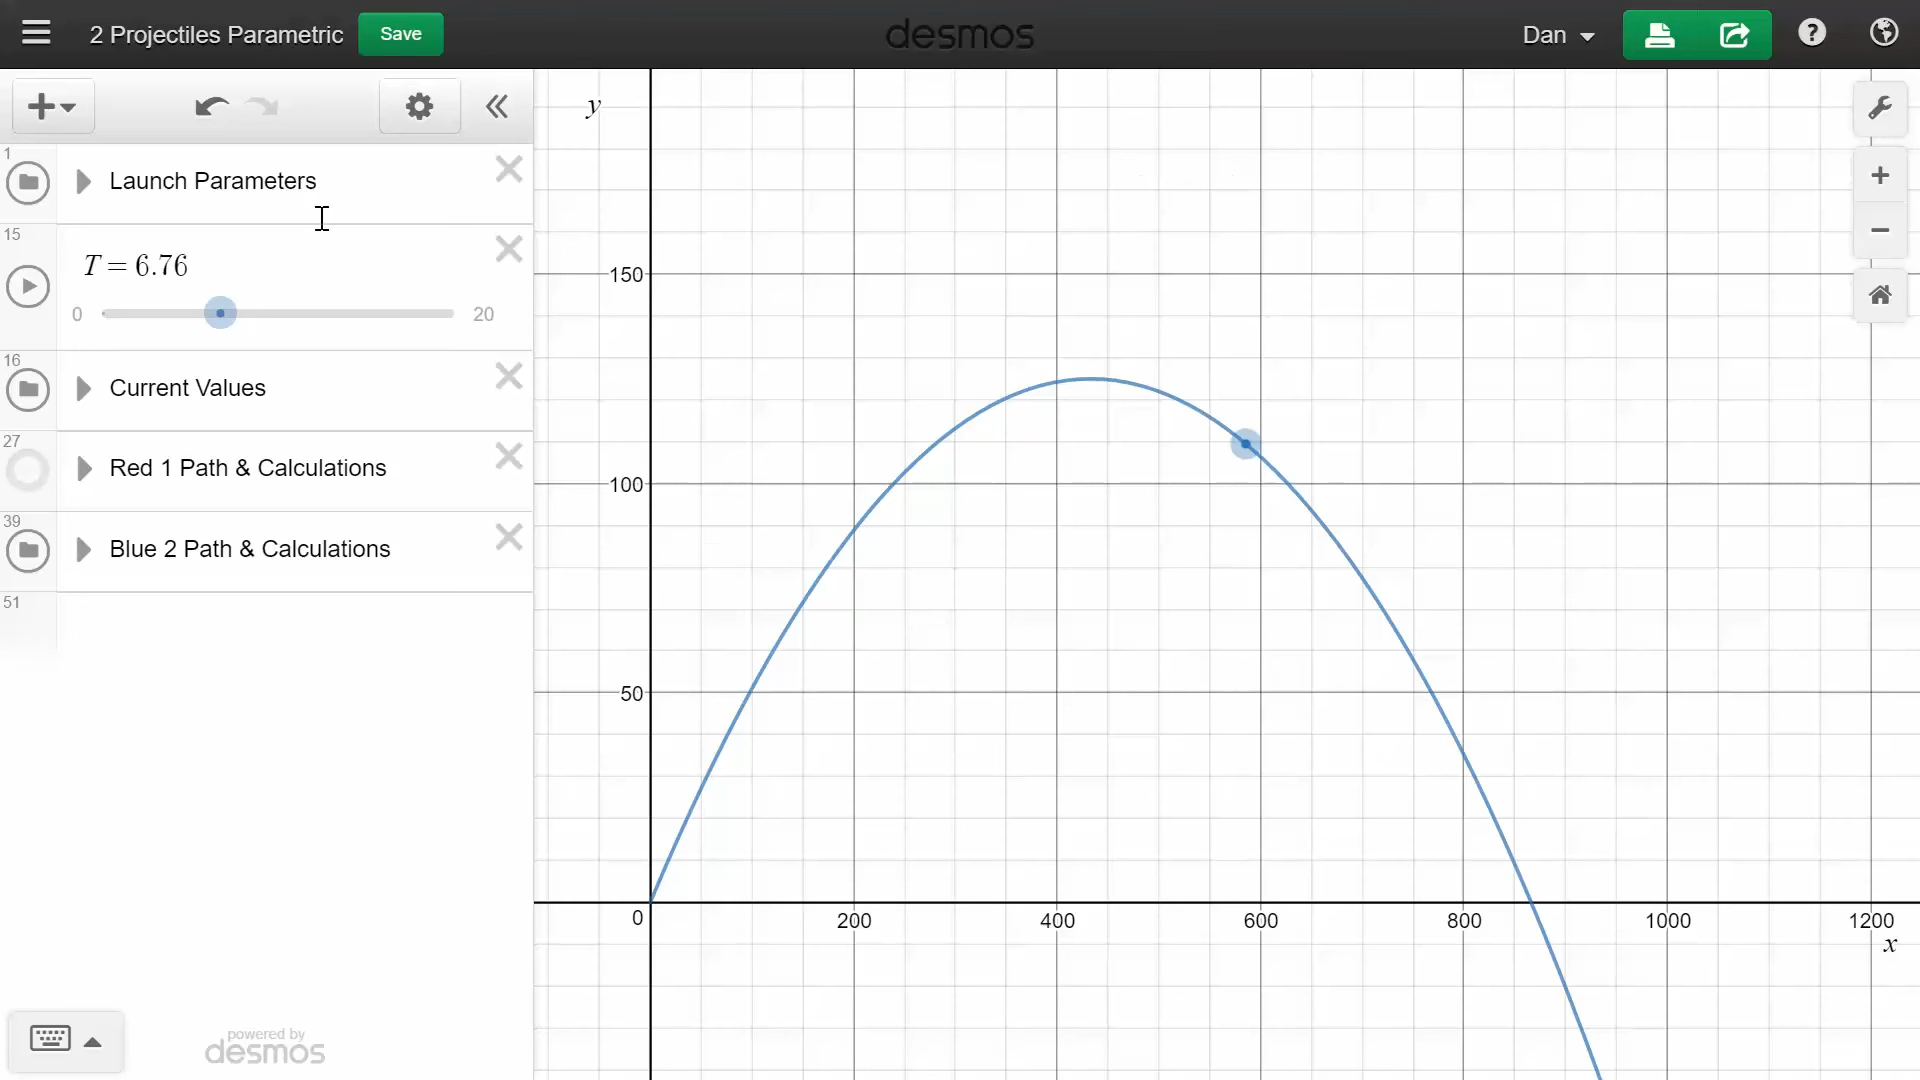 2 Projectiles Parametric
Save
desmos
Dan
?
1
Launch Parameters
15
T = 6.76
0
20
16
Current Values
27
Red 1 Path & Calculations
39
Blue 2 Path & Calculations
51
powered by
desmos
y
150
100
50
0
200
400
600
800
1000
1200
x